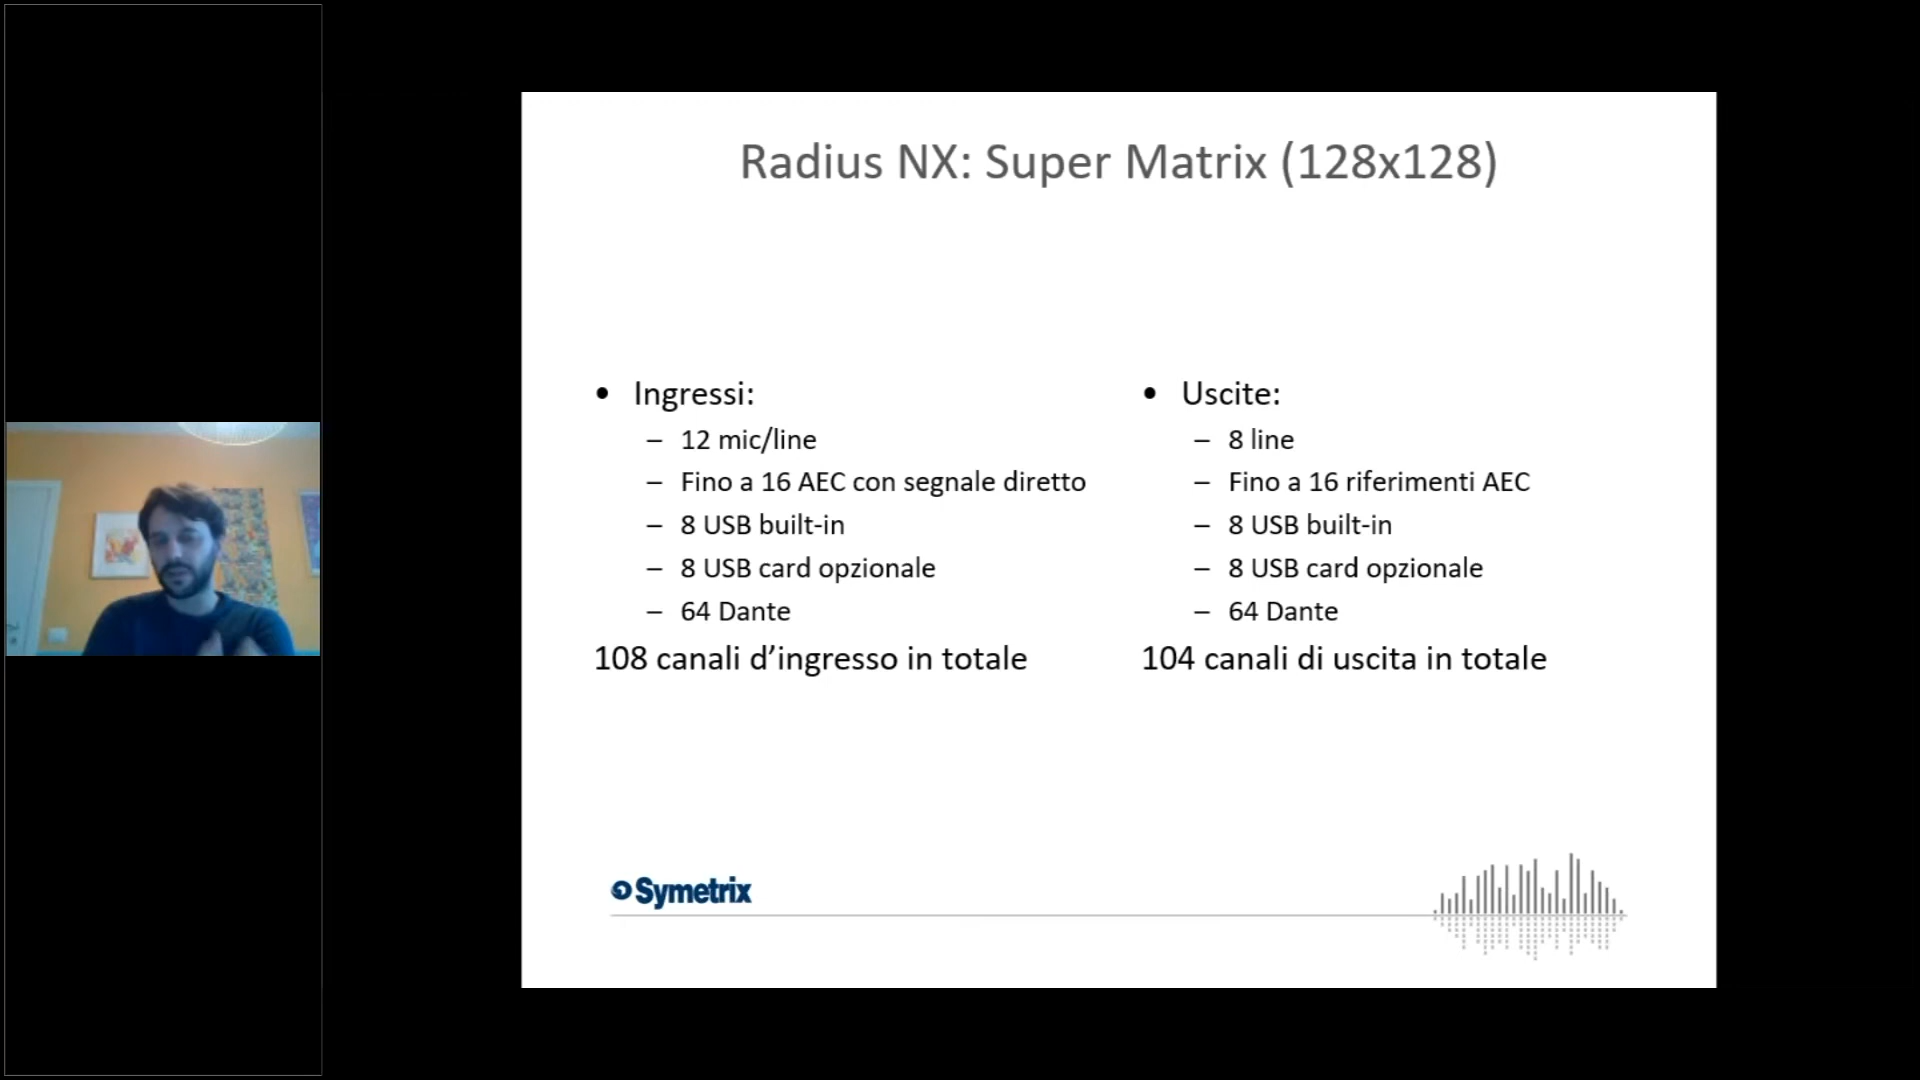 Radius NX: Super Matrix (128x128)
• Ingressi:
– 12 mic/line
– Fino a 16 AEC con segnale diretto
– 8 USB built-in
– 8 USB card opzionale
– 64 Dante
108 canali d’ingresso in totale
• Uscite:
– 8 line
– Fino a 16 riferimenti AEC
– 8 USB built-in
– 8 USB card opzionale
– 64 Dante
104 canali di uscita in totale
Symetrix